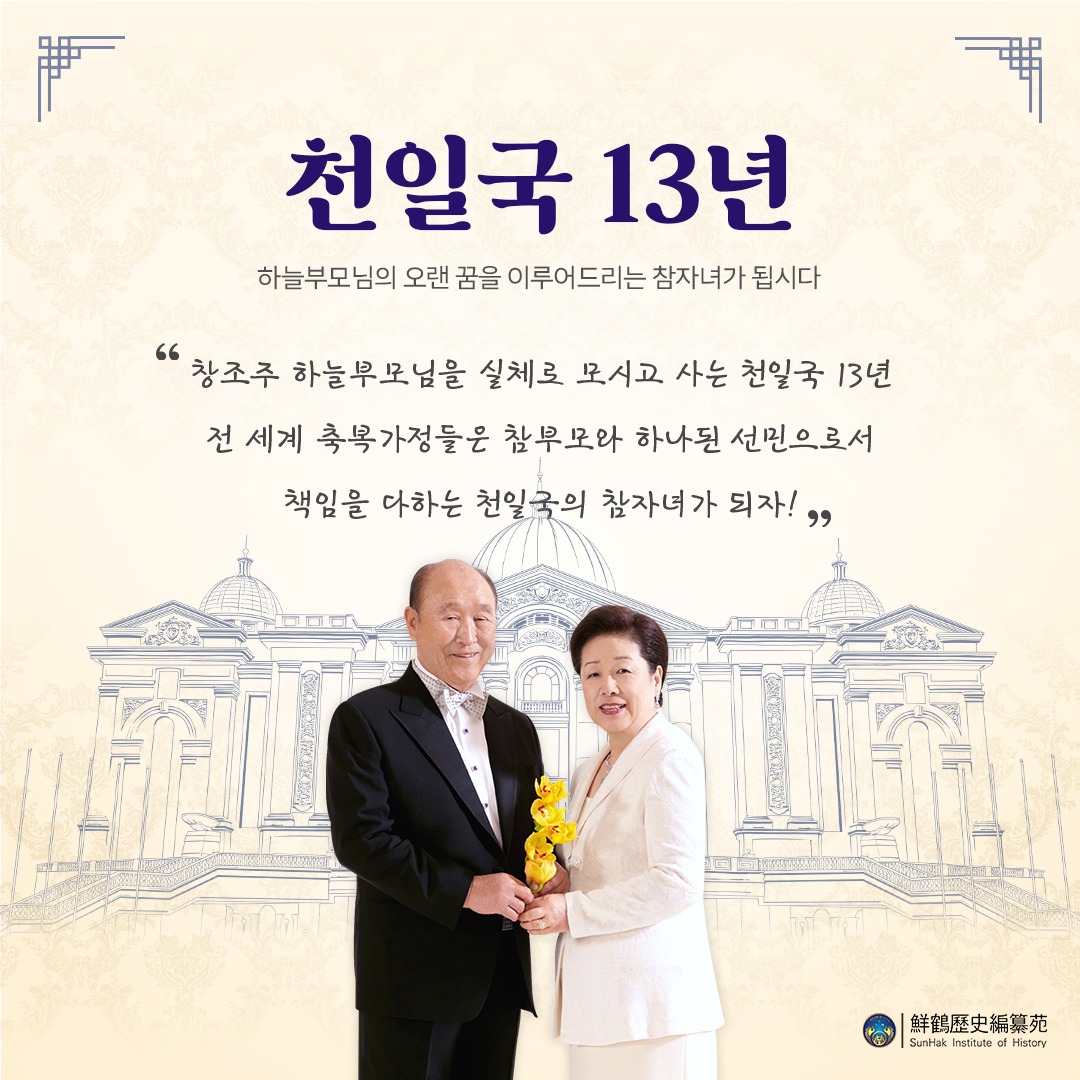 천일국 13년
하늘부모님의 오랜 꿈을 이루어드리는 참자녀가 됩시다
“ 창조주 하늘부모님을 실체로 모시고 사는 천일국 13년
전 세계 축복가정들은 참부모와 하나된 선민으로서
책임을 다하는 천일국의 참자녀가 되자! ”
鮮鶴歷史編纂苑
SunHak Institute of History